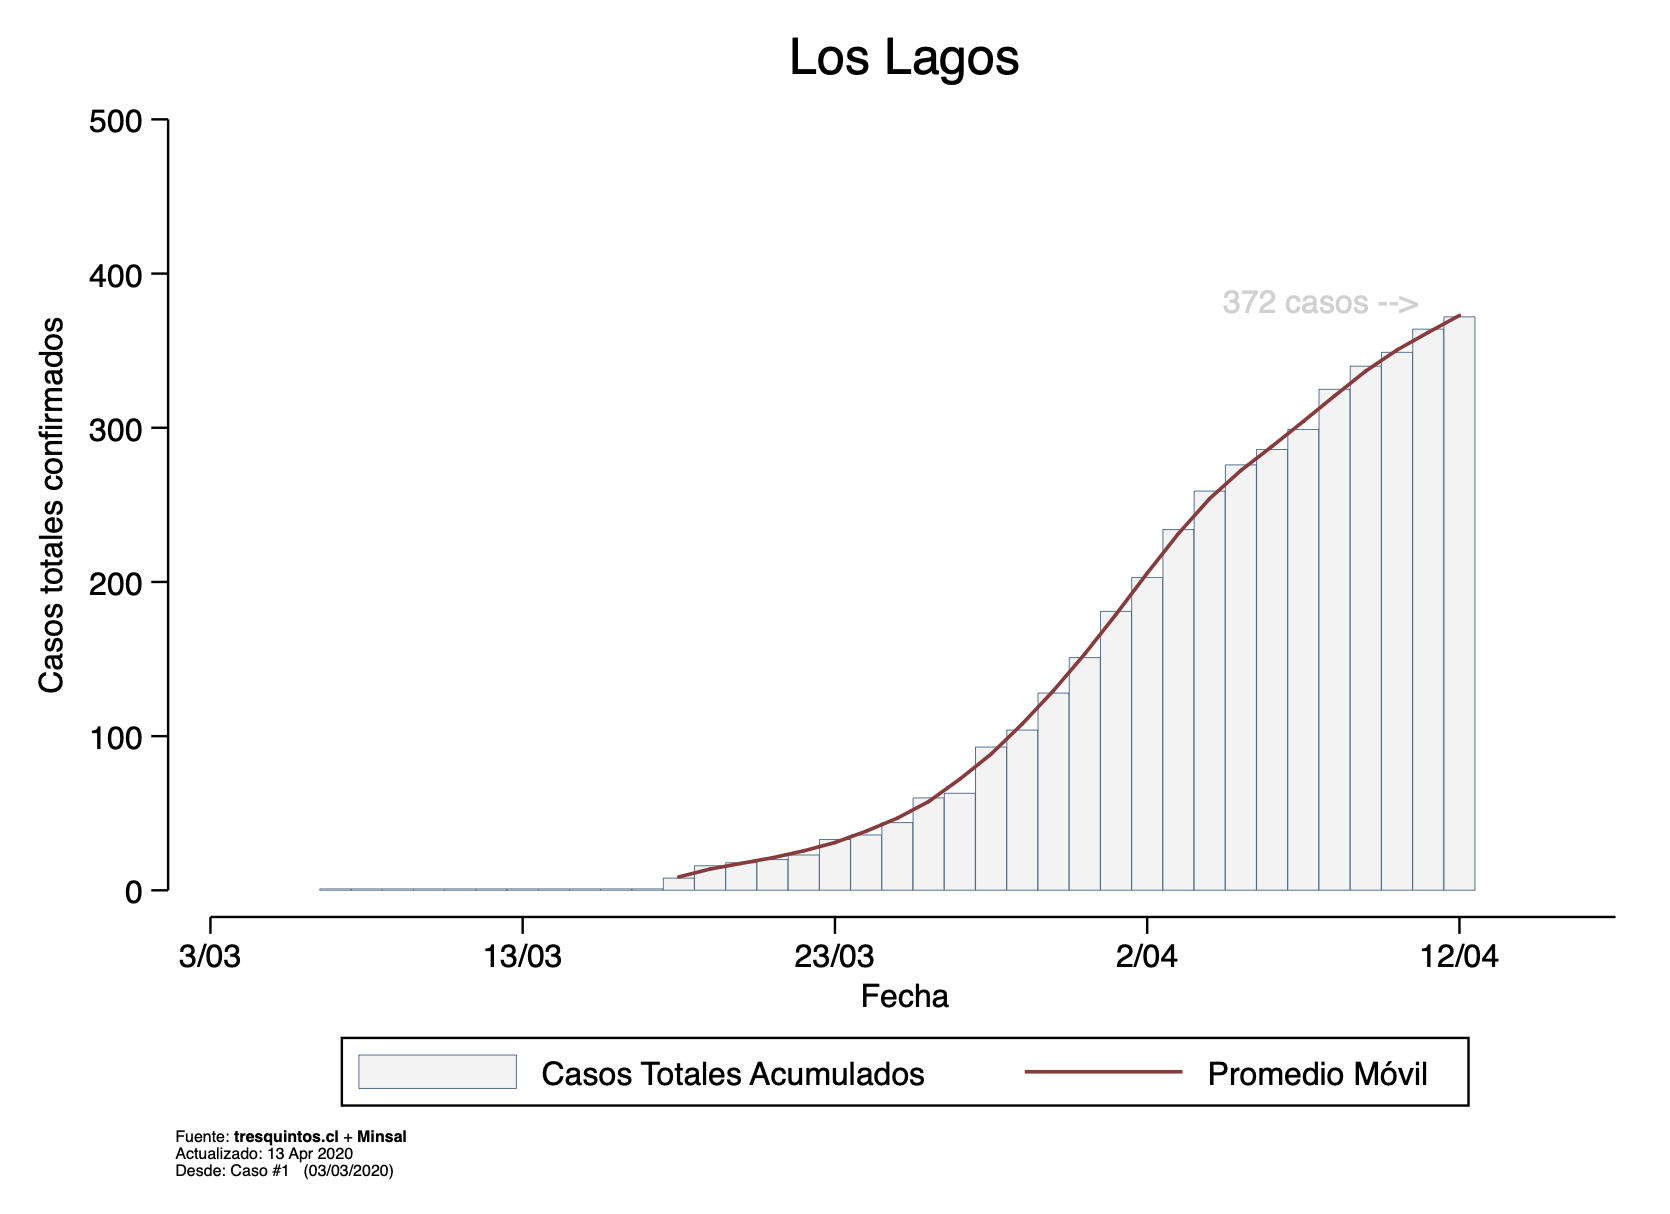 Los Lagos
500
400
300
200
100
0
Casos totales confirmados
372 casos -->
3/03 13/03 23/03 2/04 12/04
Fecha
Casos Totales Acumulados Promedio Móvil
Fuente: tresquintos.cl + Minsal
Actualizado: 13 Apr 2020
Desde: Caso #1 (03/03/2020)